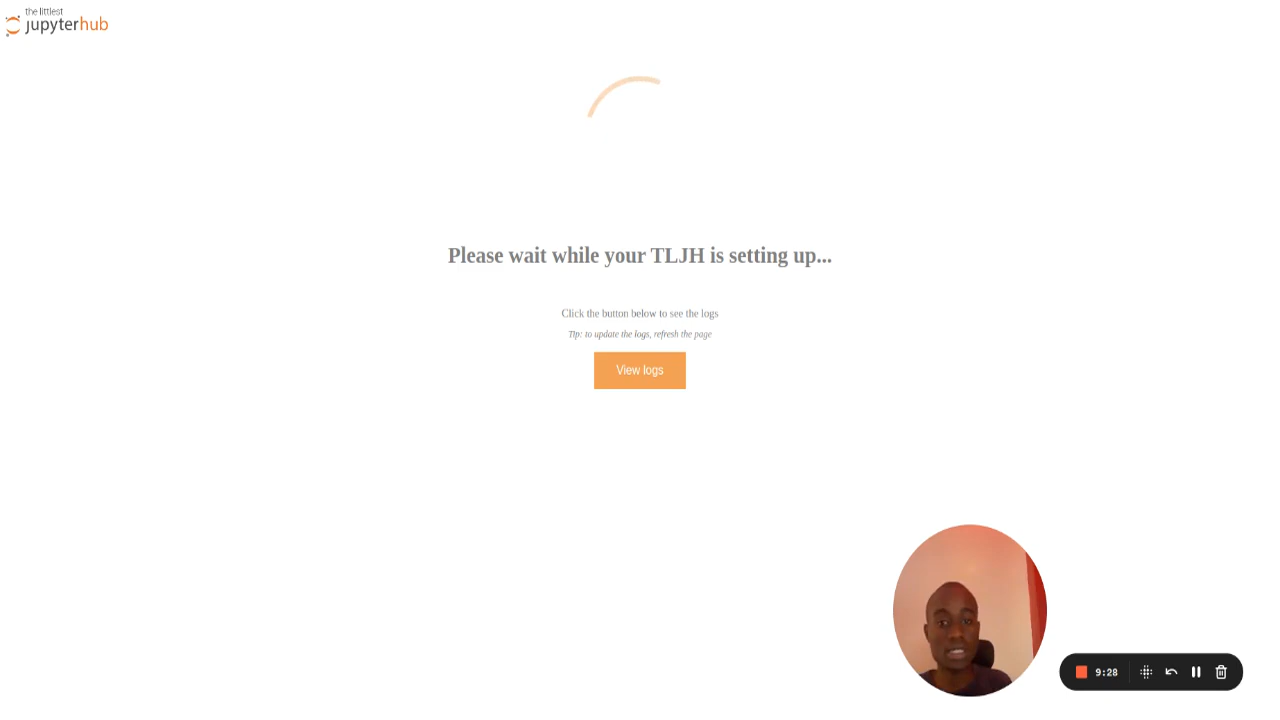 the littlest
jupyterhub
Please wait while your TLJH is setting up...
Click the button below to see the logs
Tip: to update the logs, refresh the page
View logs
9:28